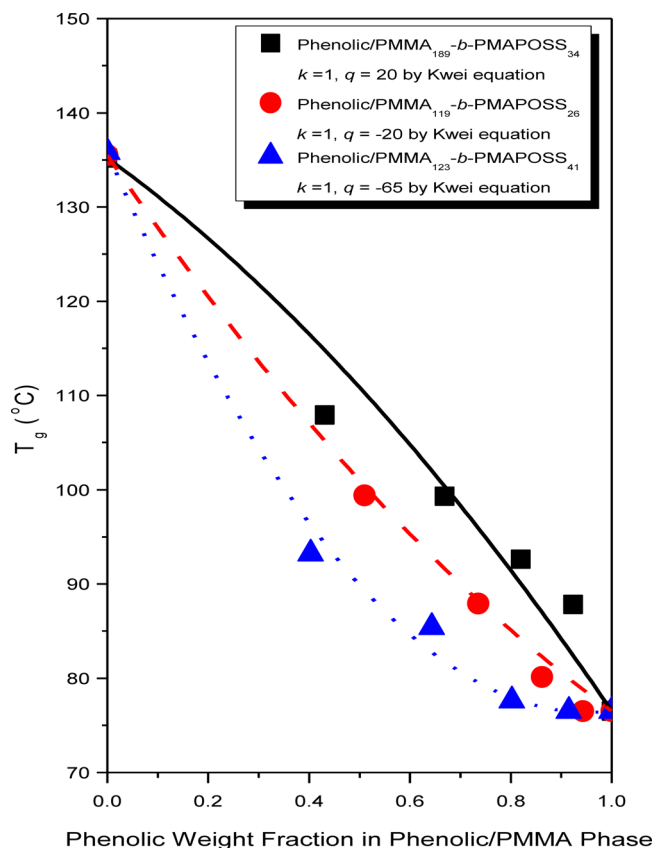 Phenolic/PMMA₁₈₉-b-PMAPOSS₃₄
k =1, q = 20 by Kwei equation
Phenolic/PMMA₁₁₉-b-PMAPOSS₂₆
k =1, q = -20 by Kwei equation
Phenolic/PMMA₁₂₃-b-PMAPOSS₄₁
k =1, q = -65 by Kwei equation
150
140
130
120
110
100
90
80
70
T_g (°C)
0.0 0.2 0.4 0.6 0.8 1.0
Phenolic Weight Fraction in Phenolic/PMMA Phase